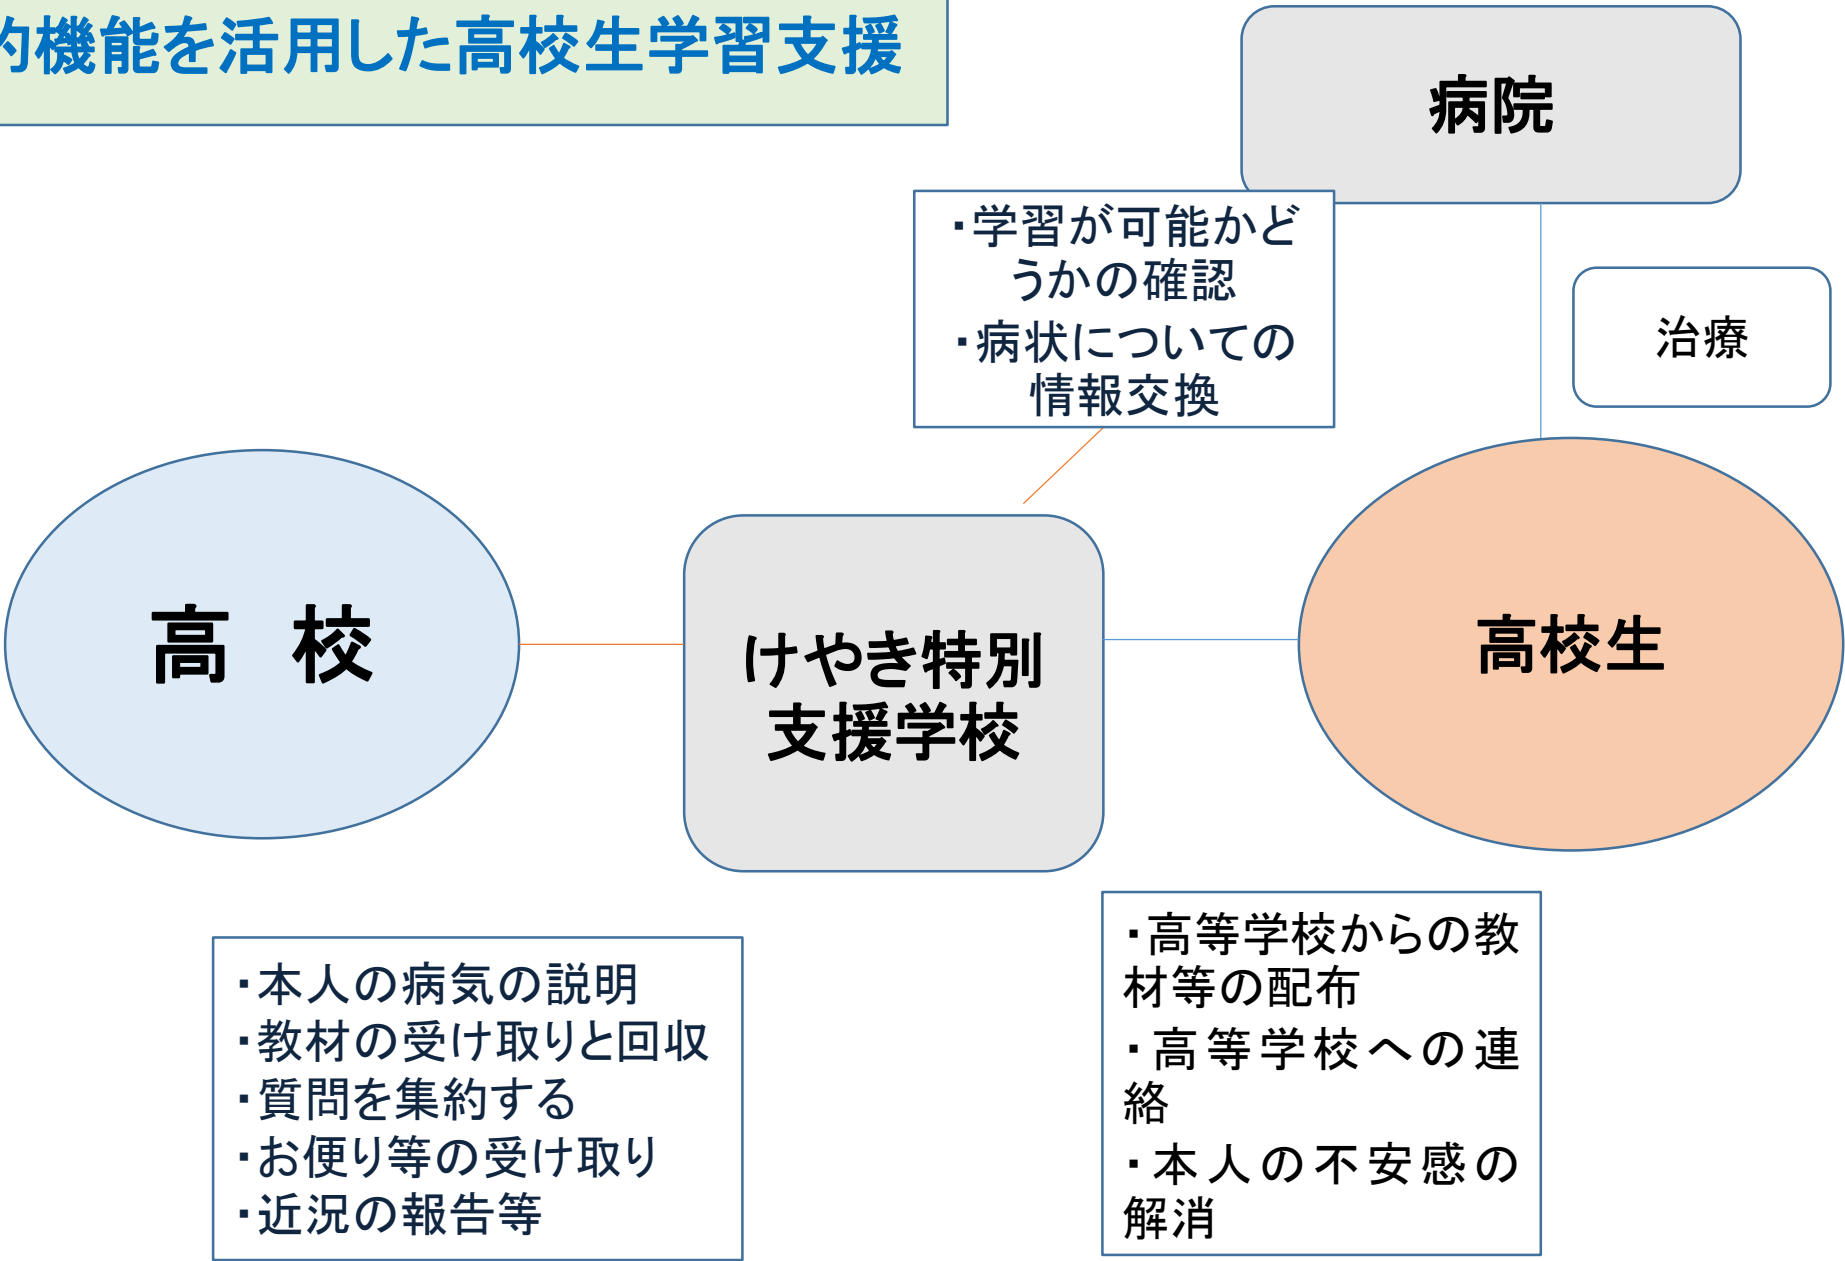 的機能を活用した高校生学習支援
病院
・学習が可能かど
うかの確認
・病状についての
情報交換
治療
高　校
けやき特別
支援学校
高校生
・本人の病気の説明
・教材の受け取りと回収
・質問を集約する
・お便り等の受け取り
・近況の報告等
・高等学校からの教
材等の配布
・高等学校への連
絡
・本人の不安感の
解消